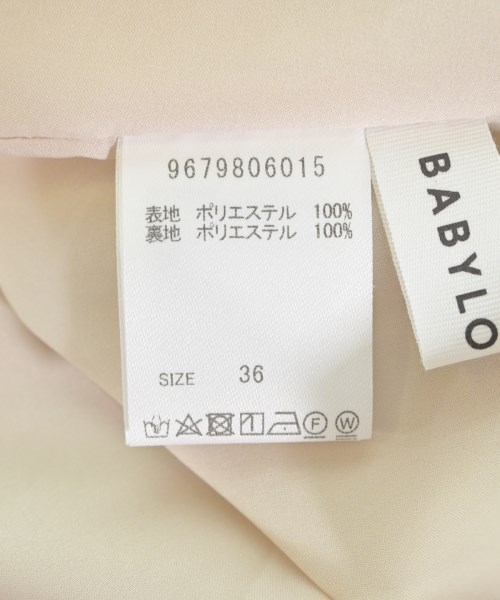 9679806015
表地 ポリエステル 100%
裏地 ポリエステル 100%
SIZE 36
F W
BABYLO